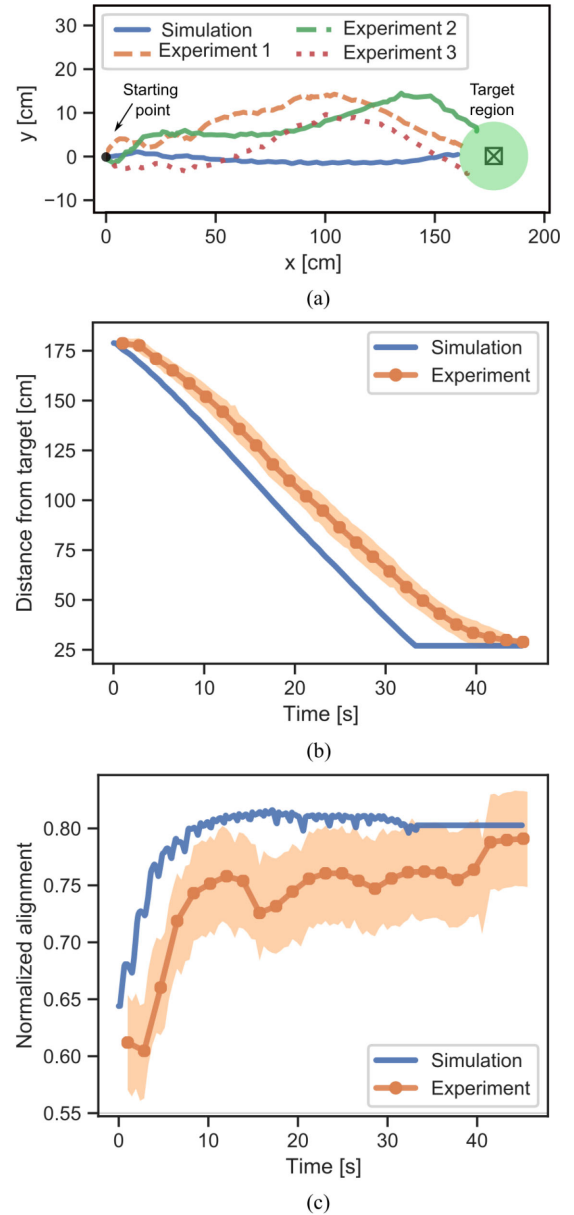 30
20
10
0
−10
y [cm]
Simulation
Experiment 1
Experiment 2
Experiment 3
Starting
point
Target
region
0
50
100
150
200
x [cm]
(a)
175
150
125
100
75
50
25
Distance from target [cm]
Simulation
Experiment
0
10
20
30
40
Time [s]
(b)
0.80
0.75
0.70
0.65
0.60
0.55
Normalized alignment
Simulation
Experiment
0
10
20
30
40
Time [s]
(c)